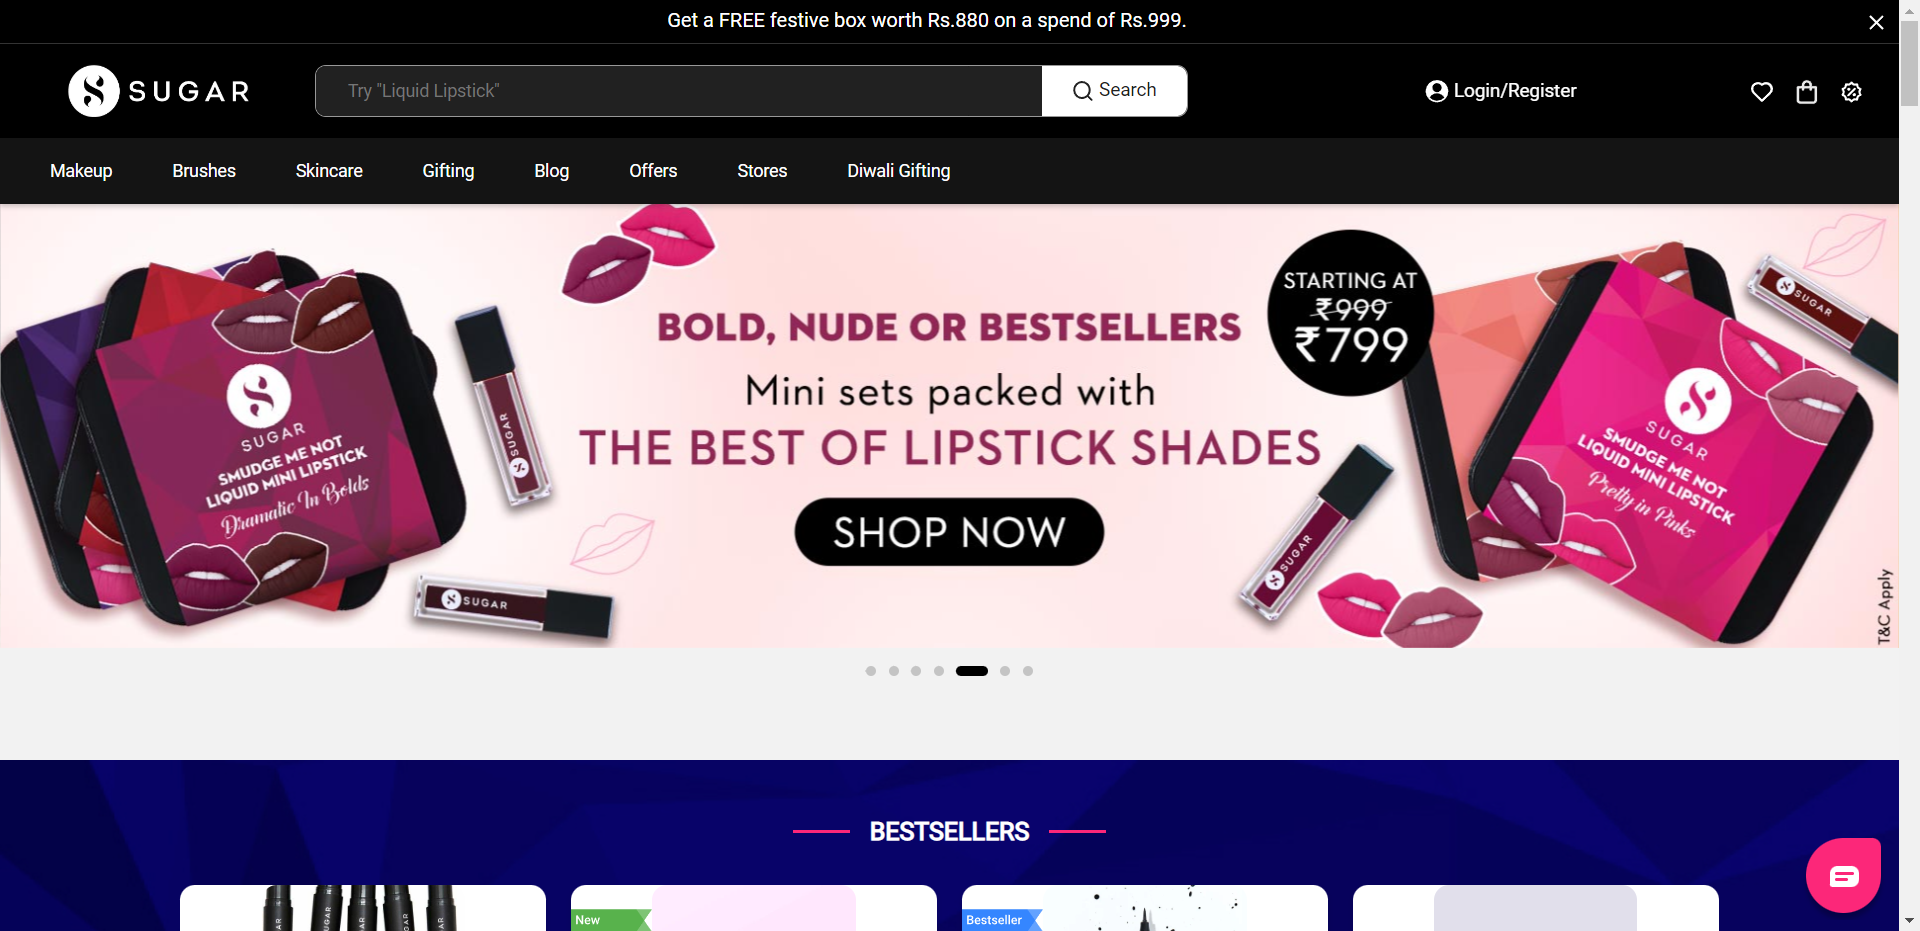 Get a FREE festive box worth Rs.880 on a spend of Rs.999.
SUGAR
Try "Liquid Lipstick"
Search
Login/Register
Makeup
Brushes
Skincare
Gifting
Blog
Offers
Stores
Diwali Gifting
SUGAR
SMUDGE ME NOT
LIQUID MINI LIPSTICK
Dramatic In Bolds
SUGAR
SUGAR
BOLD, NUDE OR BESTSELLERS
Mini sets packed with
THE BEST OF LIPSTICK SHADES
SHOP NOW
STARTING AT
₹999
₹799
SUGAR
SUGAR
SUGAR
SMUDGE ME NOT
LIQUID MINI LIPSTICK
Pretty in Pinks
T&C Apply
BESTSELLERS
New
Bestseller